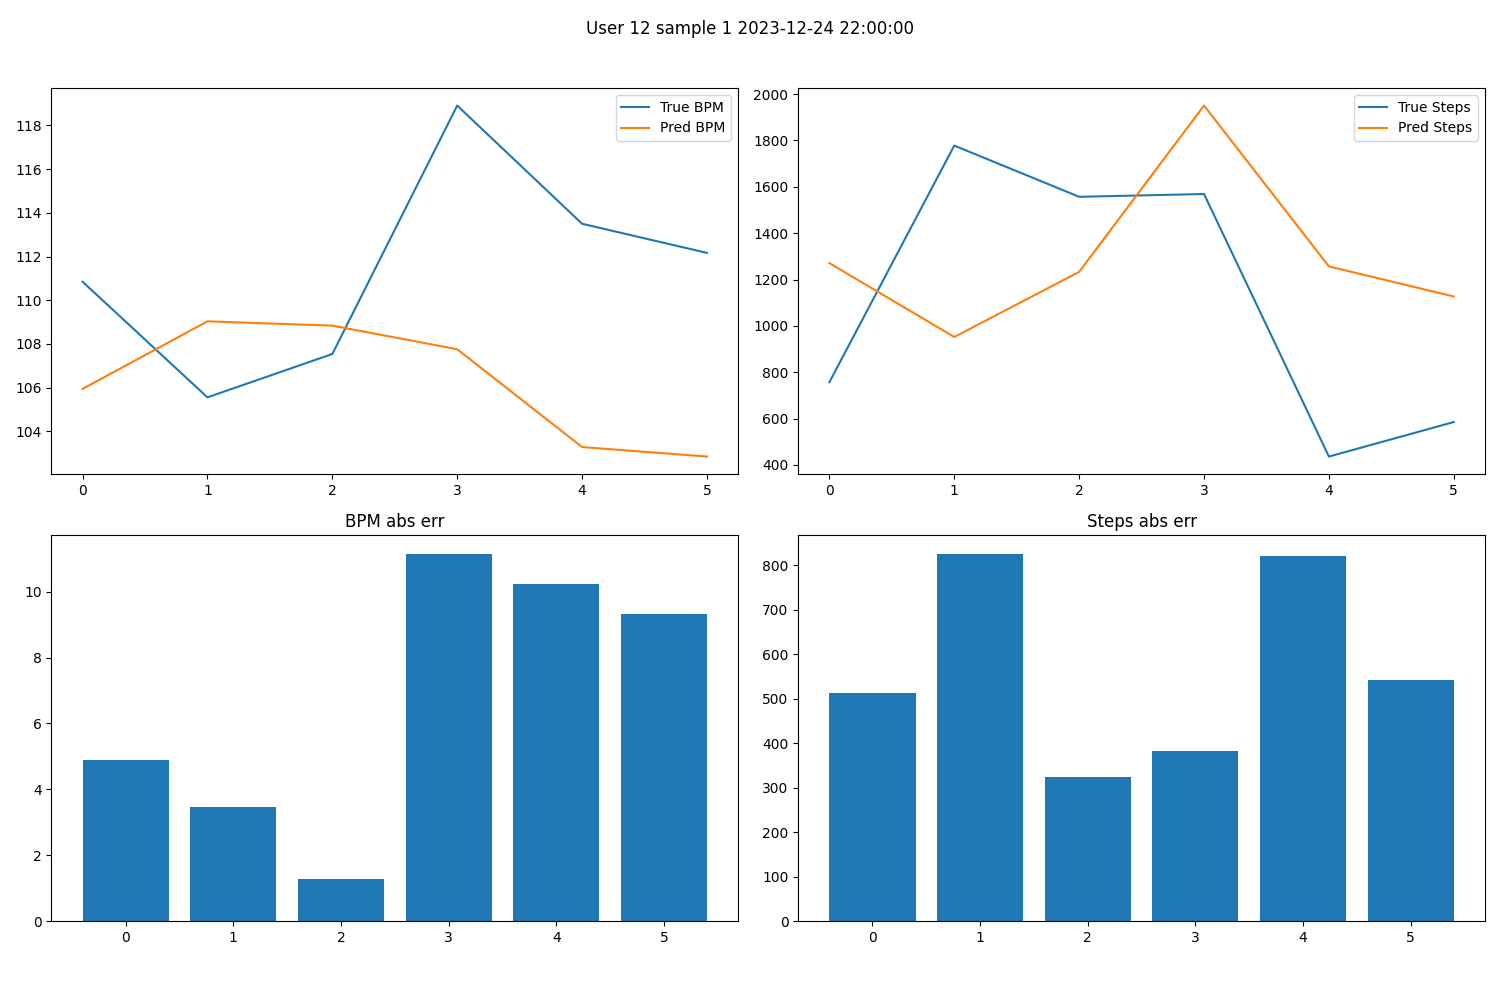 User 12 sample 1 2023-12-24 22:00:00
True BPM
Pred BPM
118
116
114
112
110
108
106
104
0 1 2 3 4 5
True Steps
Pred Steps
2000
1800
1600
1400
1200
1000
800
600
400
0 1 2 3 4 5
BPM abs err
10
8
6
4
2
0
0 1 2 3 4 5
Steps abs err
800
700
600
500
400
300
200
100
0
0 1 2 3 4 5